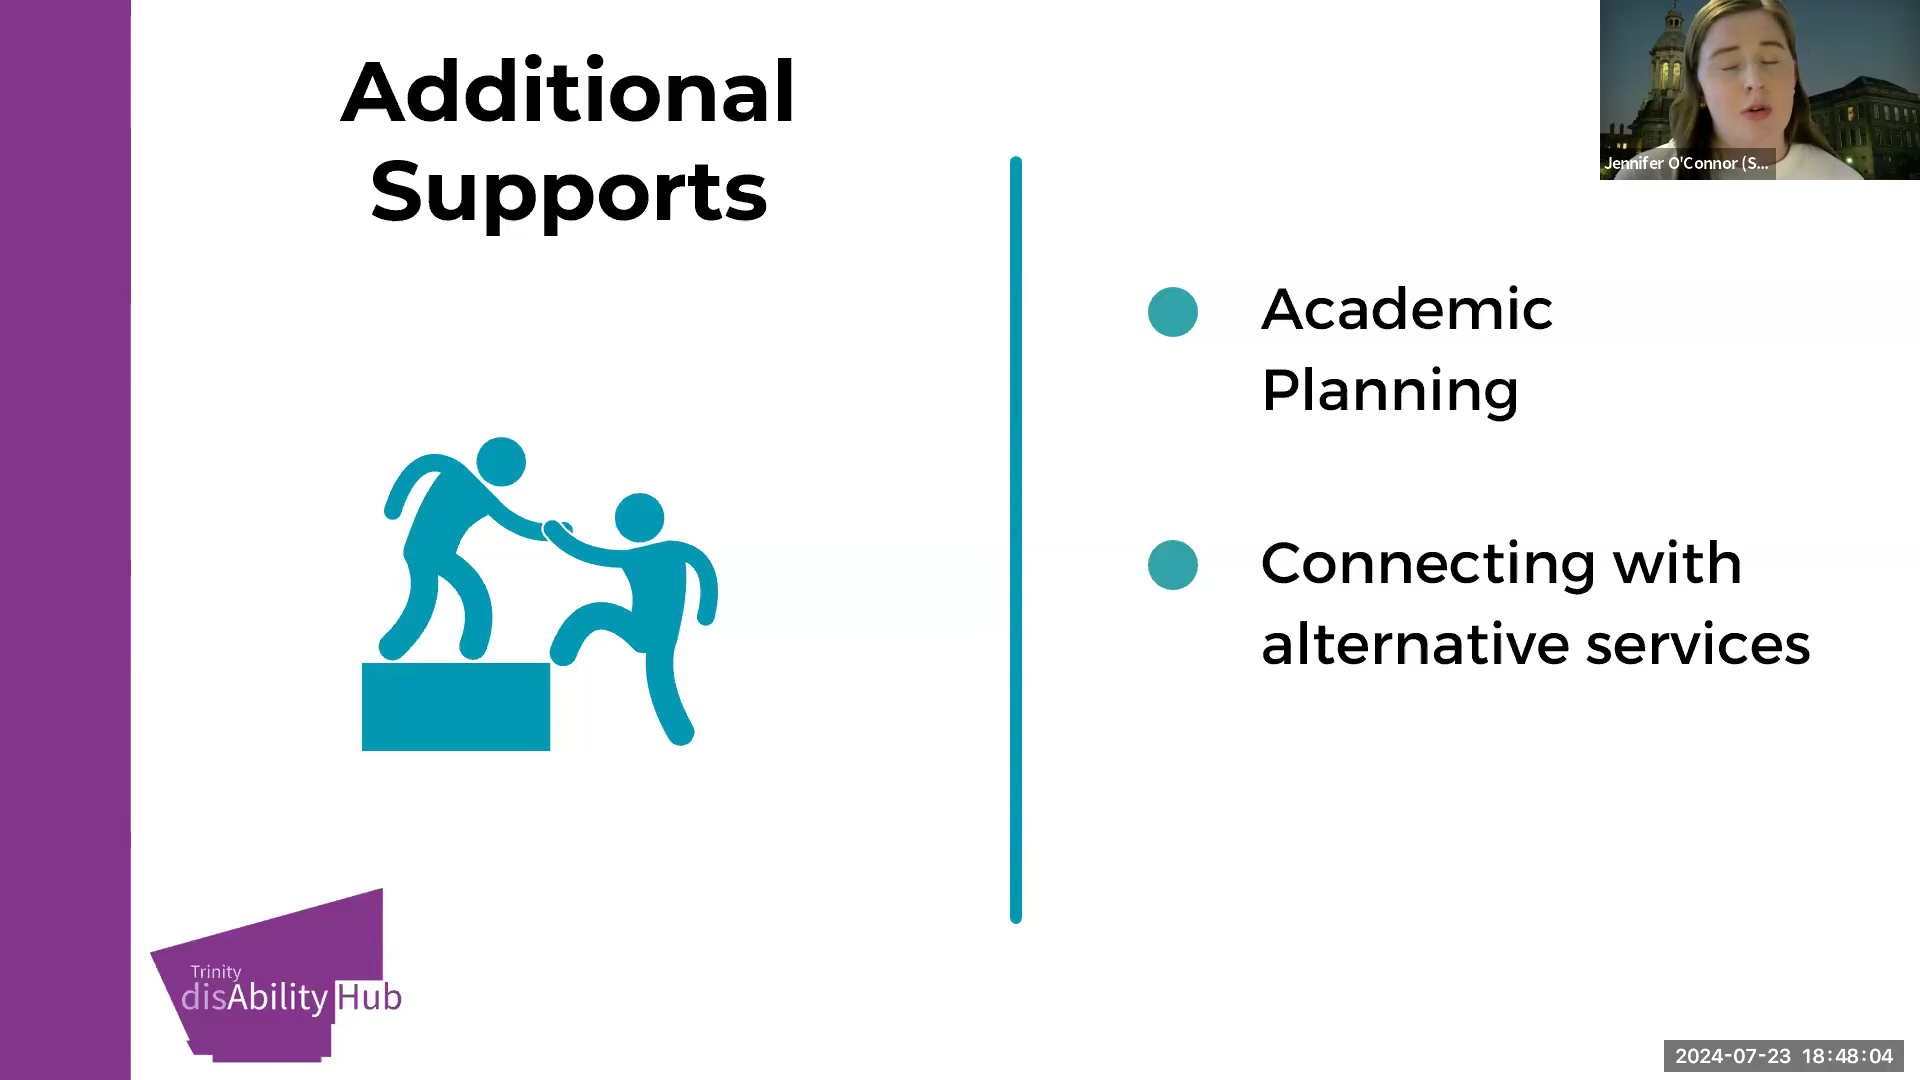 Additional
Supports
Jennifer O'Connor (S...
Academic
Planning
Connecting with
alternative services
Trinity
disAbility Hub
2024-07-23 18:48:04